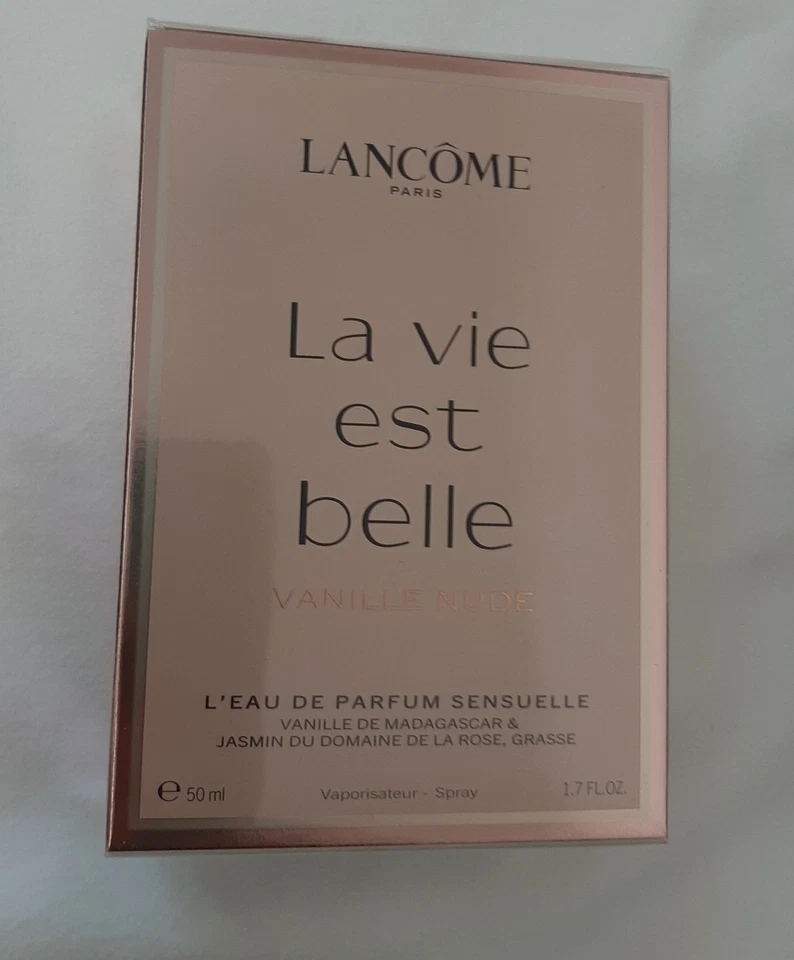 LANCÔME
PARIS
La vie
est
belle
VANILLE NUDE
L'EAU DE PARFUM SENSUELLE
VANILLE DE MADAGASCAR &
JASMIN DU DOMAINE DE LA ROSE, GRASSE
℮ 50 ml Vaporisateur - Spray 1.7 FL.OZ.